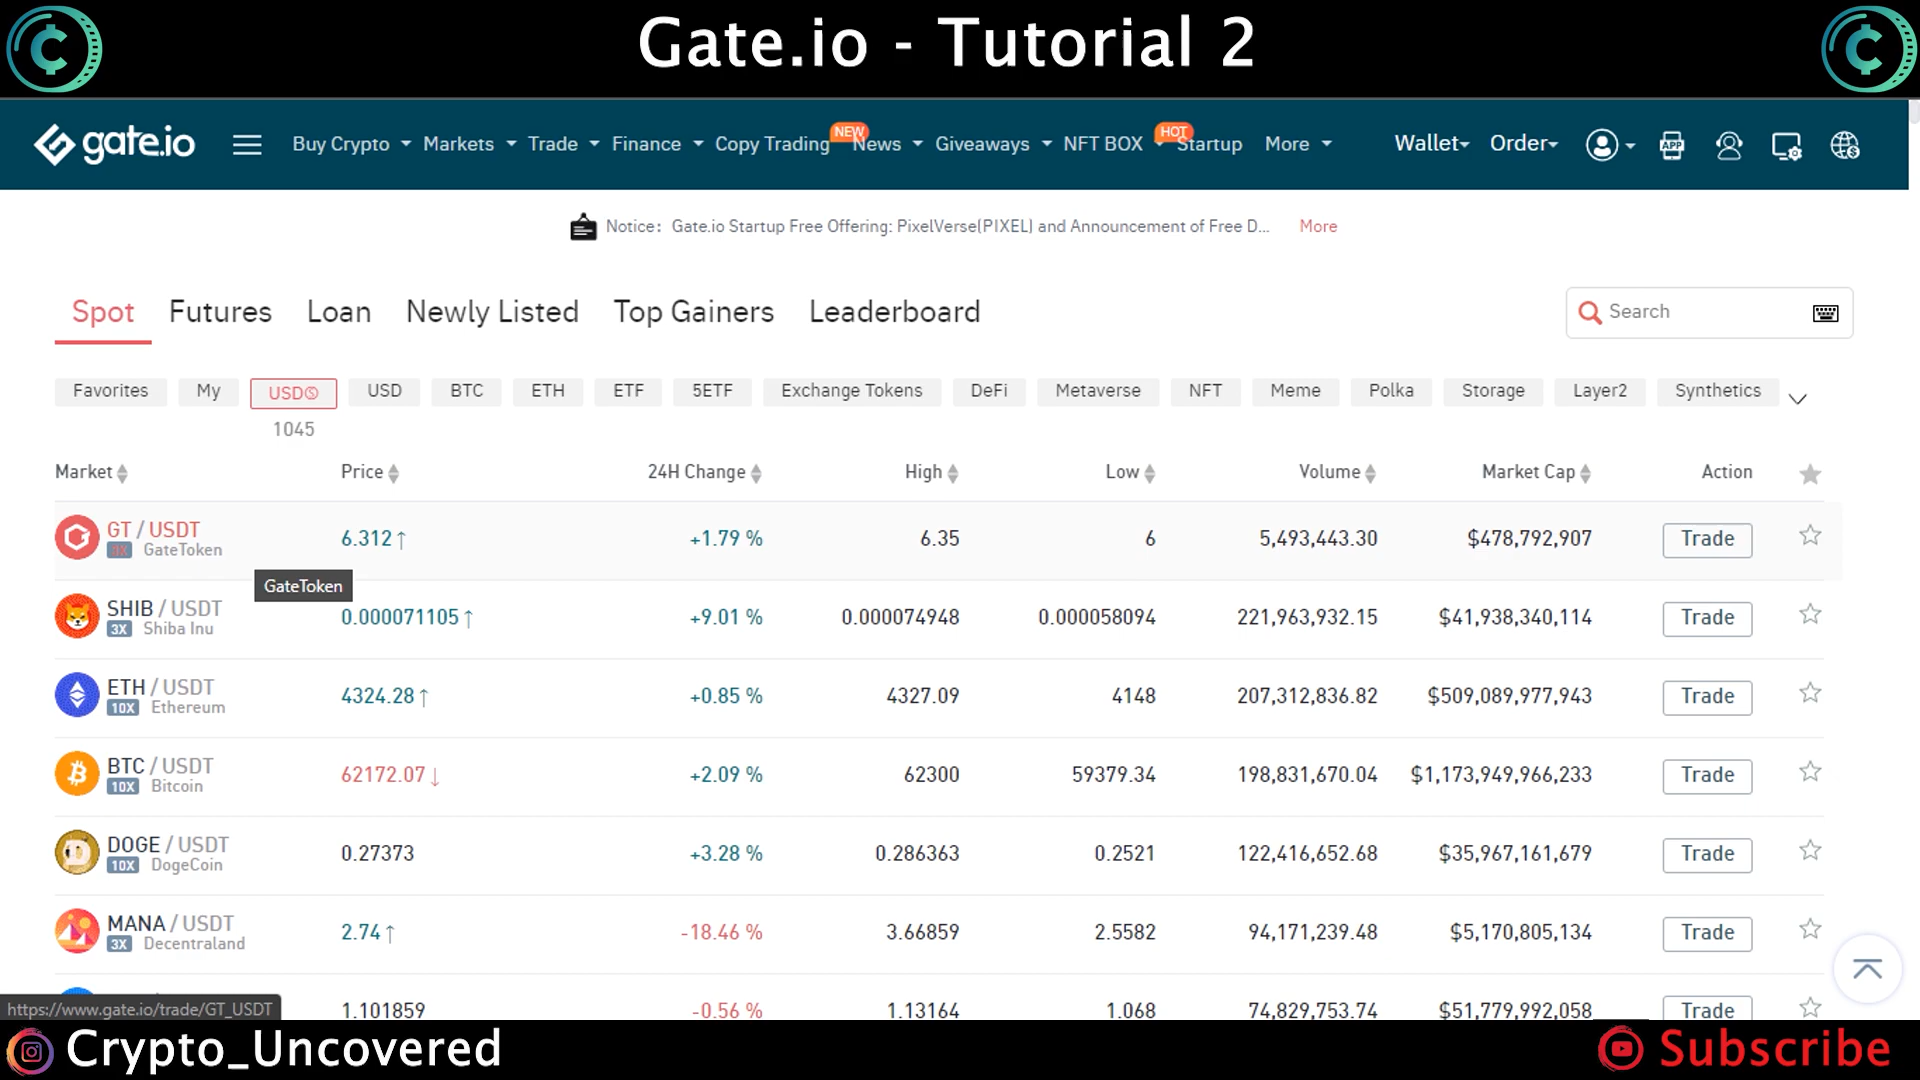 Gate.io - Tutorial 2
gate.io Buy Crypto Markets Trade Finance Copy Trading NEW News Giveaways NFT BOX HOT Startup More Wallet Order APP
Notice: Gate.io Startup Free Offering: PixelVerse(PIXEL) and Announcement of Free D... More
Spot Futures Loan Newly Listed Top Gainers Leaderboard Search
Favorites My USDⓈ USD BTC ETH ETF 5ETF Exchange Tokens DeFi Metaverse NFT Meme Polka Storage Layer2 Synthetics
1045
Market Price 24H Change High Low Volume Market Cap Action
GT / USDT 6.312↑ +1.79 % 6.35 6 5,493,443.30 $478,792,907 Trade
3X GateToken
GateToken
SHIB / USDT 0.000071105↑ +9.01 % 0.000074948 0.000058094 221,963,932.15 $41,938,340,114 Trade
3X Shiba Inu
ETH / USDT 4324.28↑ +0.85 % 4327.09 4148 207,312,836.82 $509,089,977,943 Trade
10X Ethereum
BTC / USDT 62172.07↓ +2.09 % 62300 59379.34 198,831,670.04 $1,173,949,966,233 Trade
10X Bitcoin
DOGE / USDT 0.27373 +3.28 % 0.286363 0.2521 122,416,652.68 $35,967,161,679 Trade
10X DogeCoin
MANA / USDT 2.74↑ -18.46 % 3.66859 2.5582 94,171,239.48 $5,170,805,134 Trade
3X Decentraland
1.101859 -0.56 % 1.13164 1.068 74,829,753.74 $51,779,992,058 Trade
https://www.gate.io/trade/GT_USDT
Crypto_Uncovered Subscribe